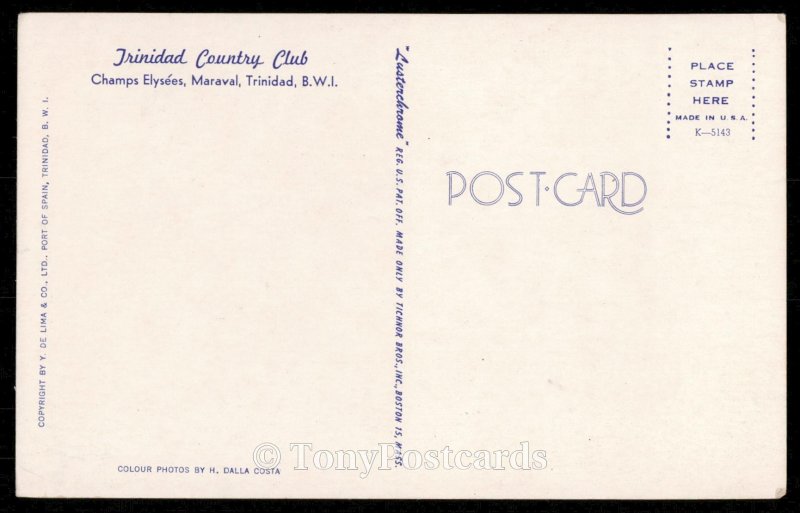 Trinidad Country Club
Champs Elysées, Maraval, Trinidad, B.W.I.
COPYRIGHT BY Y. DE LIMA & CO., LTD., PORT OF SPAIN, TRINIDAD, B. W. I.
COLOUR PHOTOS BY H. DALLA COSTA
"Lusterchrome" REG. U. S. PAT. OFF. MADE ONLY BY TICHNOR BROS., INC., BOSTON 15, MASS.
POST·CARD
PLACE
STAMP
HERE
MADE IN U.S.A.
K—5143
© TonyPostcards